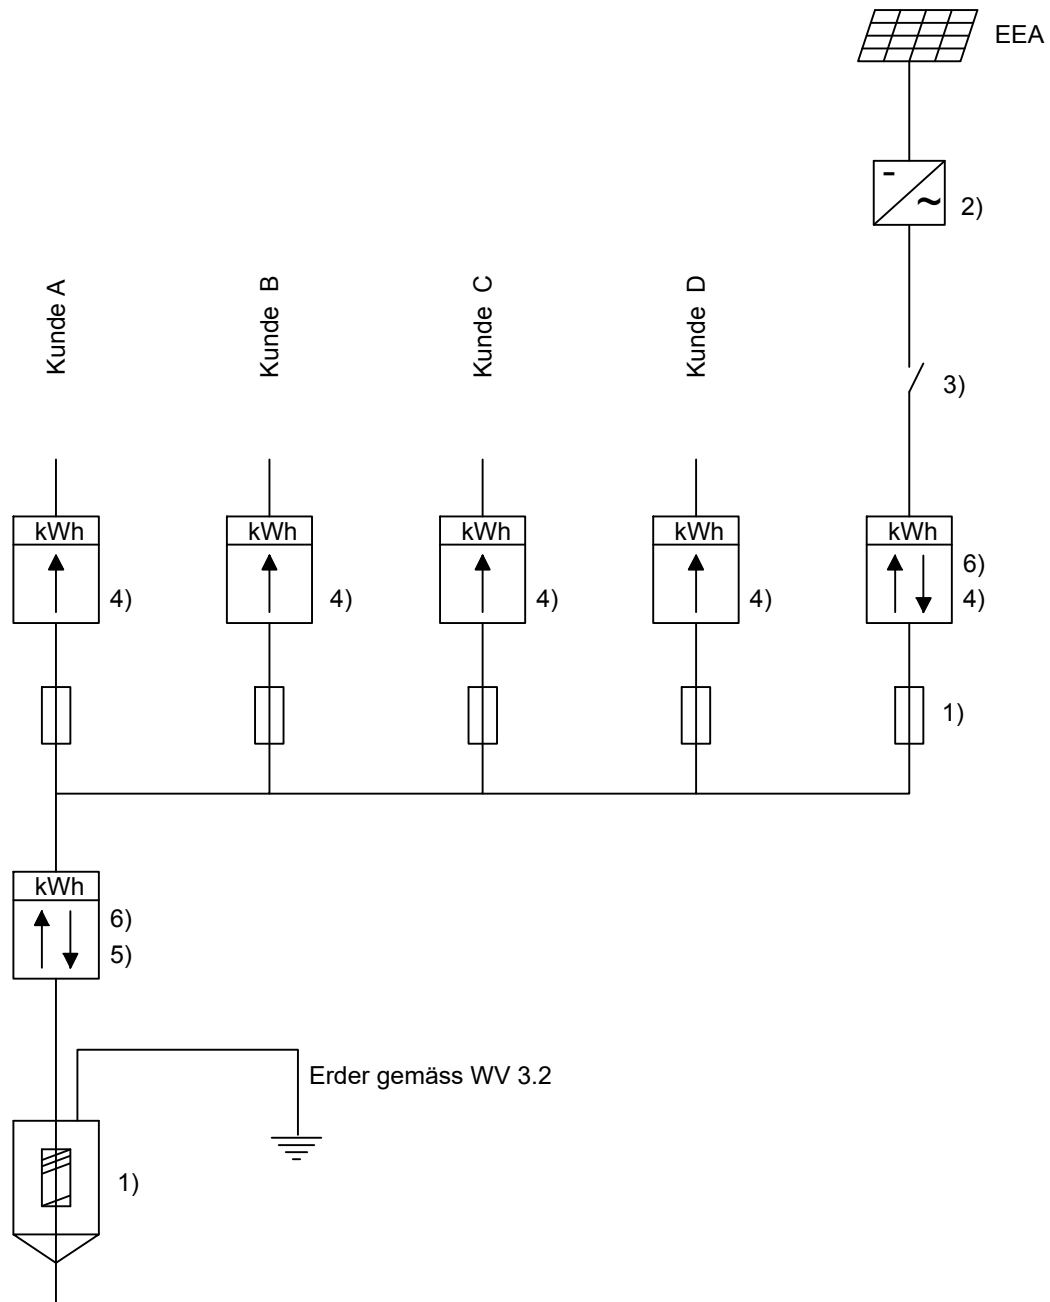 EEA
2)
Kunde A
Kunde B
Kunde C
Kunde D
3)
kWh
kWh
kWh
kWh
kWh
6)
4)
4)
4)
4)
4)
1)
kWh
6)
5)
Erder gemäss WV 3.2
1)